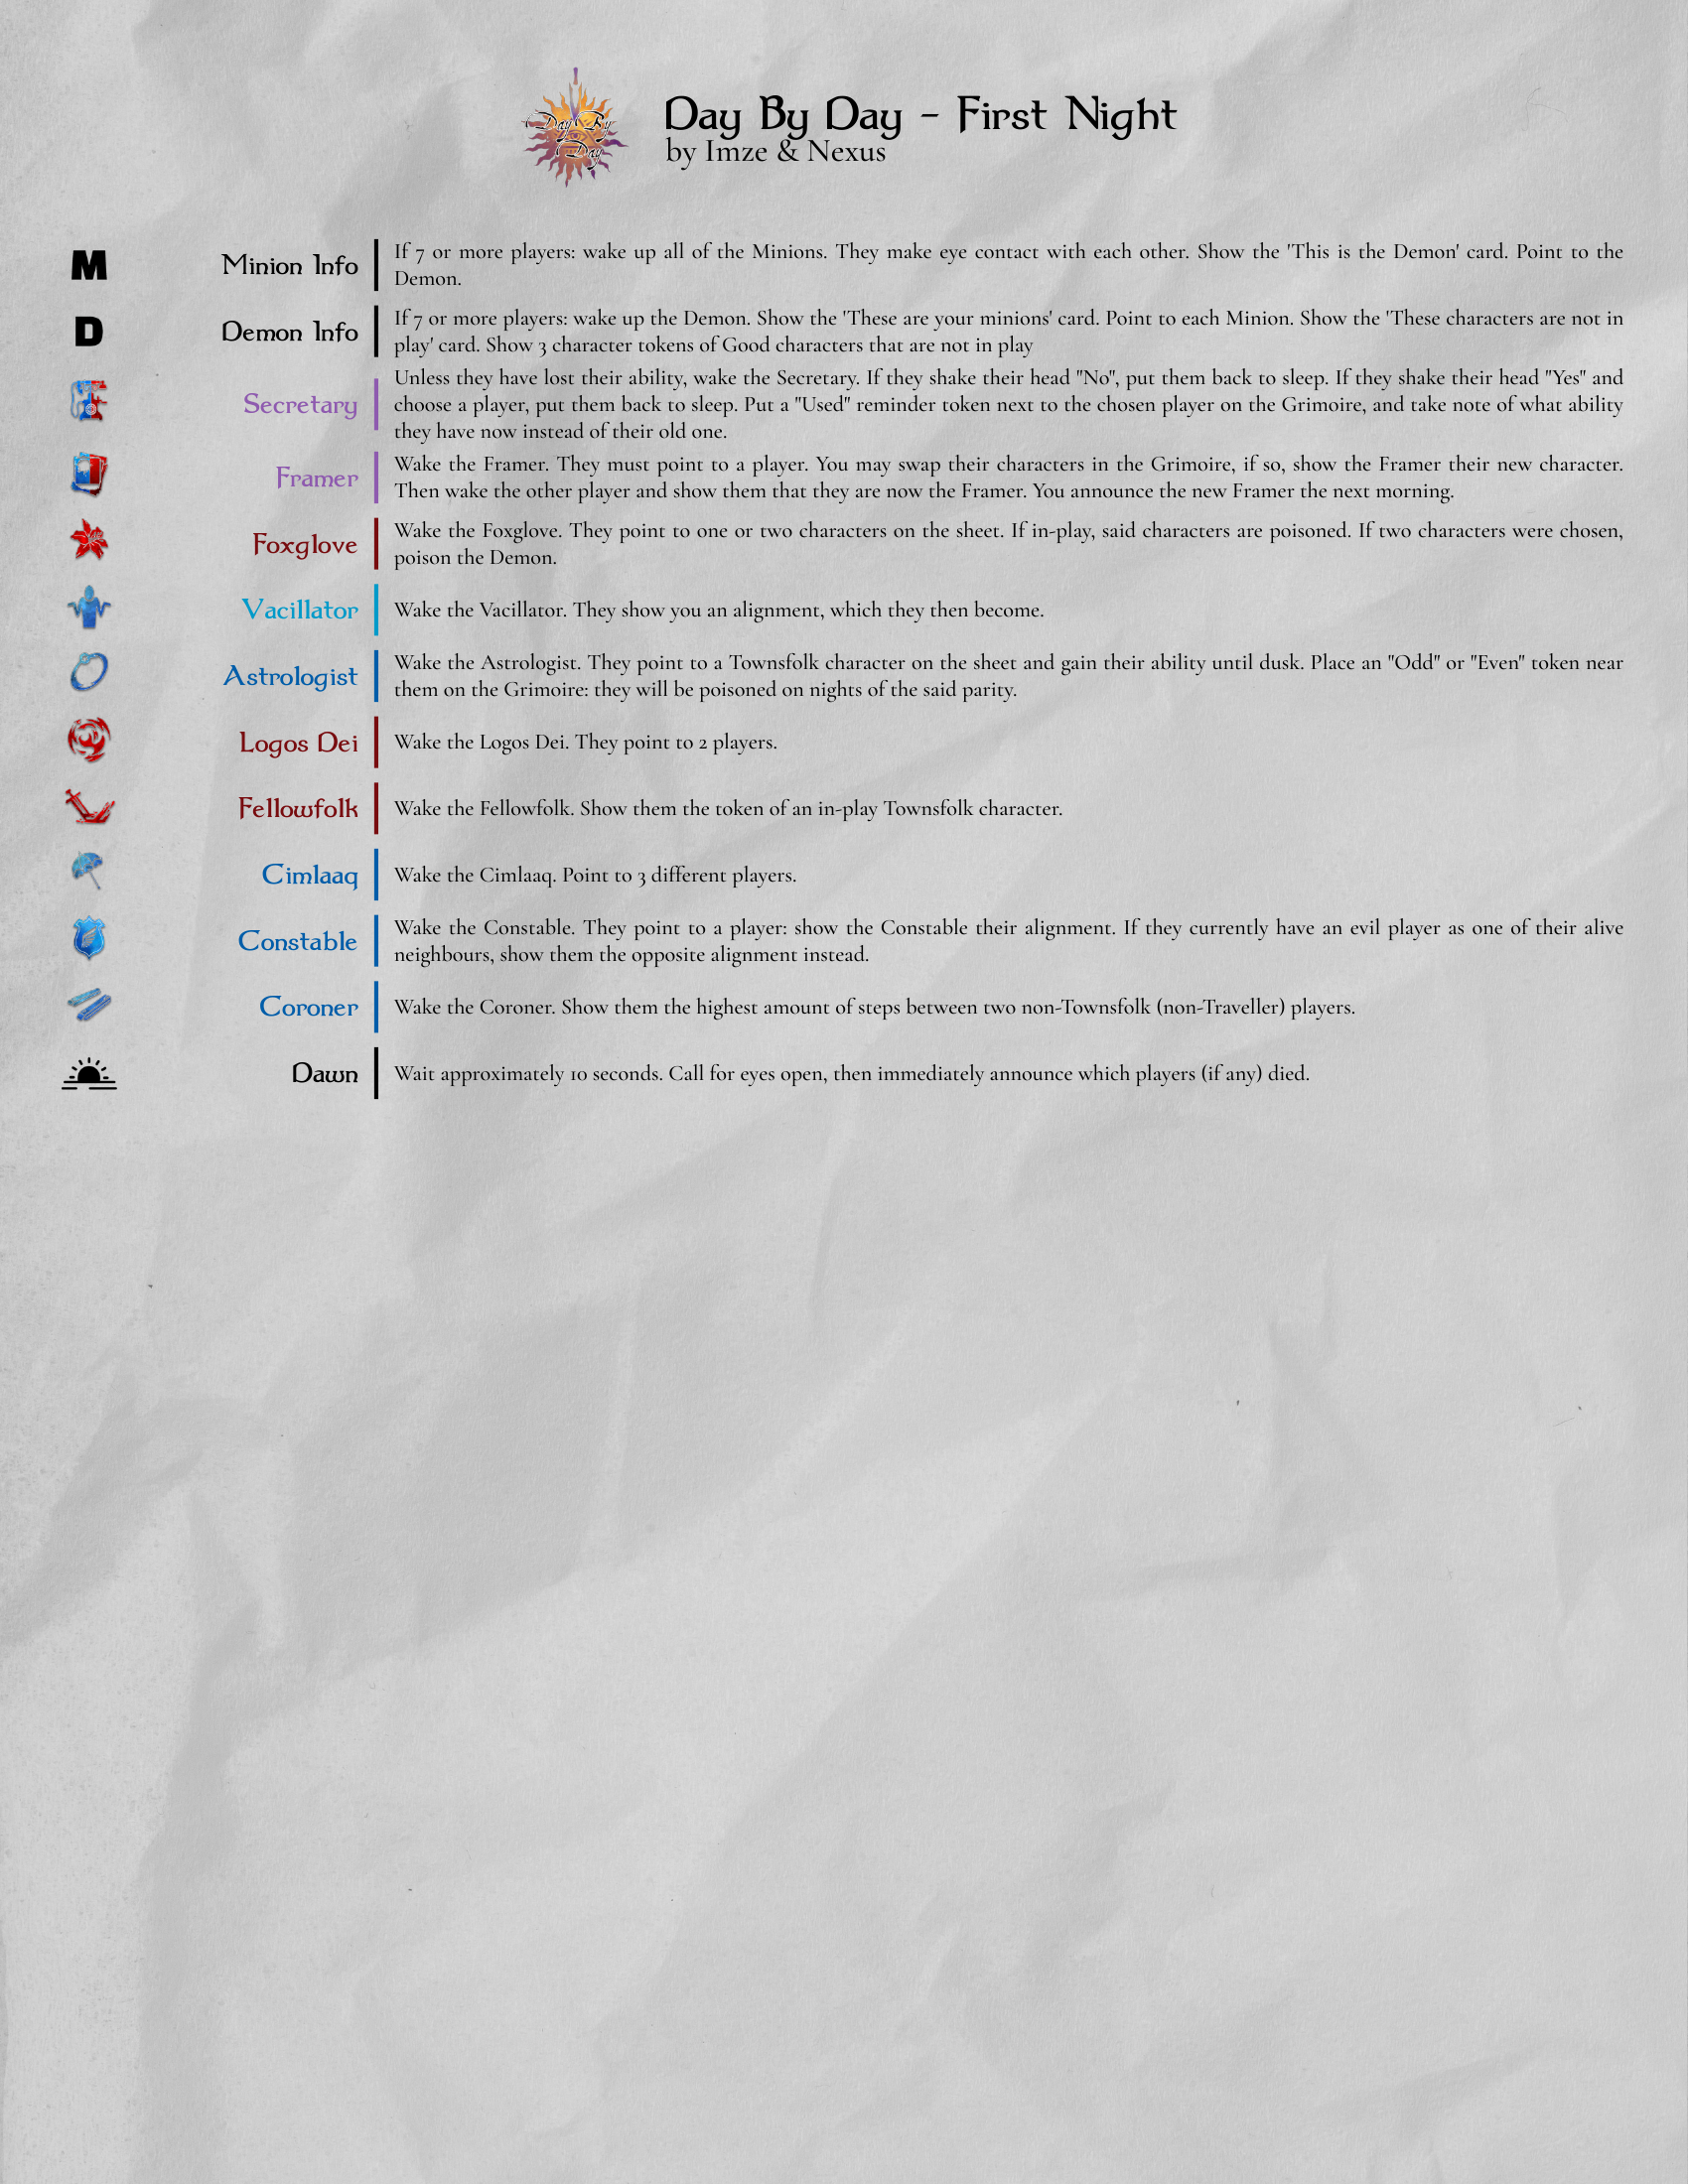 Day By
Day
Day By Day - First Night
by Imze & Nexus
M
Minion Info
If 7 or more players: wake up all of the Minions. They make eye contact with each other. Show the 'This is the Demon' card. Point to the
Demon.
D
Demon Info
If 7 or more players: wake up the Demon. Show the 'These are your minions' card. Point to each Minion. Show the 'These characters are not in
play' card. Show 3 character tokens of Good characters that are not in play
Secretary
Unless they have lost their ability, wake the Secretary. If they shake their head "No", put them back to sleep. If they shake their head "Yes" and
choose a player, put them back to sleep. Put a "Used" reminder token next to the chosen player on the Grimoire, and take note of what ability
they have now instead of their old one.
Framer
Wake the Framer. They must point to a player. You may swap their characters in the Grimoire, if so, show the Framer their new character.
Then wake the other player and show them that they are now the Framer. You announce the new Framer the next morning.
Foxglove
Wake the Foxglove. They point to one or two characters on the sheet. If in-play, said characters are poisoned. If two characters were chosen,
poison the Demon.
Vacillator
Wake the Vacillator. They show you an alignment, which they then become.
Astrologist
Wake the Astrologist. They point to a Townsfolk character on the sheet and gain their ability until dusk. Place an "Odd" or "Even" token near
them on the Grimoire: they will be poisoned on nights of the said parity.
Logos Dei
Wake the Logos Dei. They point to 2 players.
Fellowfolk
Wake the Fellowfolk. Show them the token of an in-play Townsfolk character.
Cimlaaq
Wake the Cimlaaq. Point to 3 different players.
Constable
Wake the Constable. They point to a player: show the Constable their alignment. If they currently have an evil player as one of their alive
neighbours, show them the opposite alignment instead.
Coroner
Wake the Coroner. Show them the highest amount of steps between two non-Townsfolk (non-Traveller) players.
Dawn
Wait approximately 10 seconds. Call for eyes open, then immediately announce which players (if any) died.